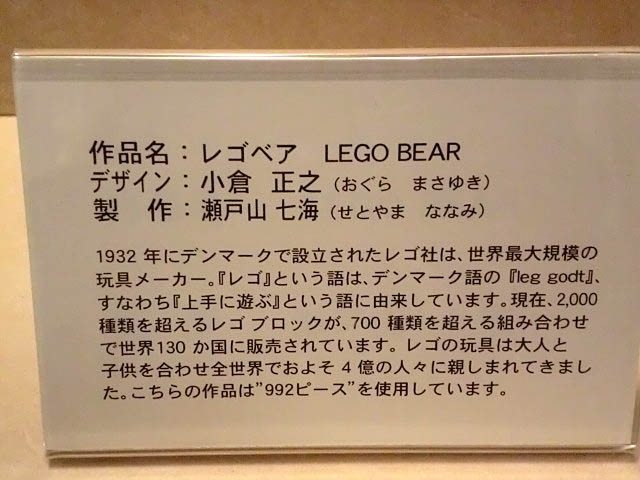 作品名：レゴベア　LEGO BEAR
デザイン：小倉　正之（おぐら　まさゆき）
製　作：瀬戸山 七海（せとやま　ななみ）
1932 年にデンマークで設立されたレゴ社は、世界最大規模の
玩具メーカー。『レゴ』という語は、デンマーク語の『leg godt』、
すなわち『上手に遊ぶ』という語に由来しています。現在、2,000
種類を超えるレゴ ブロックが、700 種類を超える組み合わせ
で世界130 か国に販売されています。レゴの玩具は大人と
子供を合わせ全世界でおよそ 4 億の人々に親しまれてきまし
た。こちらの作品は”992ピース”を使用しています。